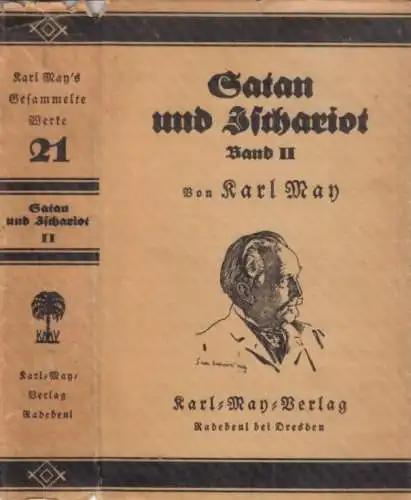 Karl May's
Gesammelte
Werke
21
Satan
und Ischariot
II
KMV
Karl=May=
Verlag
Radebeul
Satan
und Ischariot
Band II
Von Karl May
Karl=May=Verlag
Radebeul bei Dresden